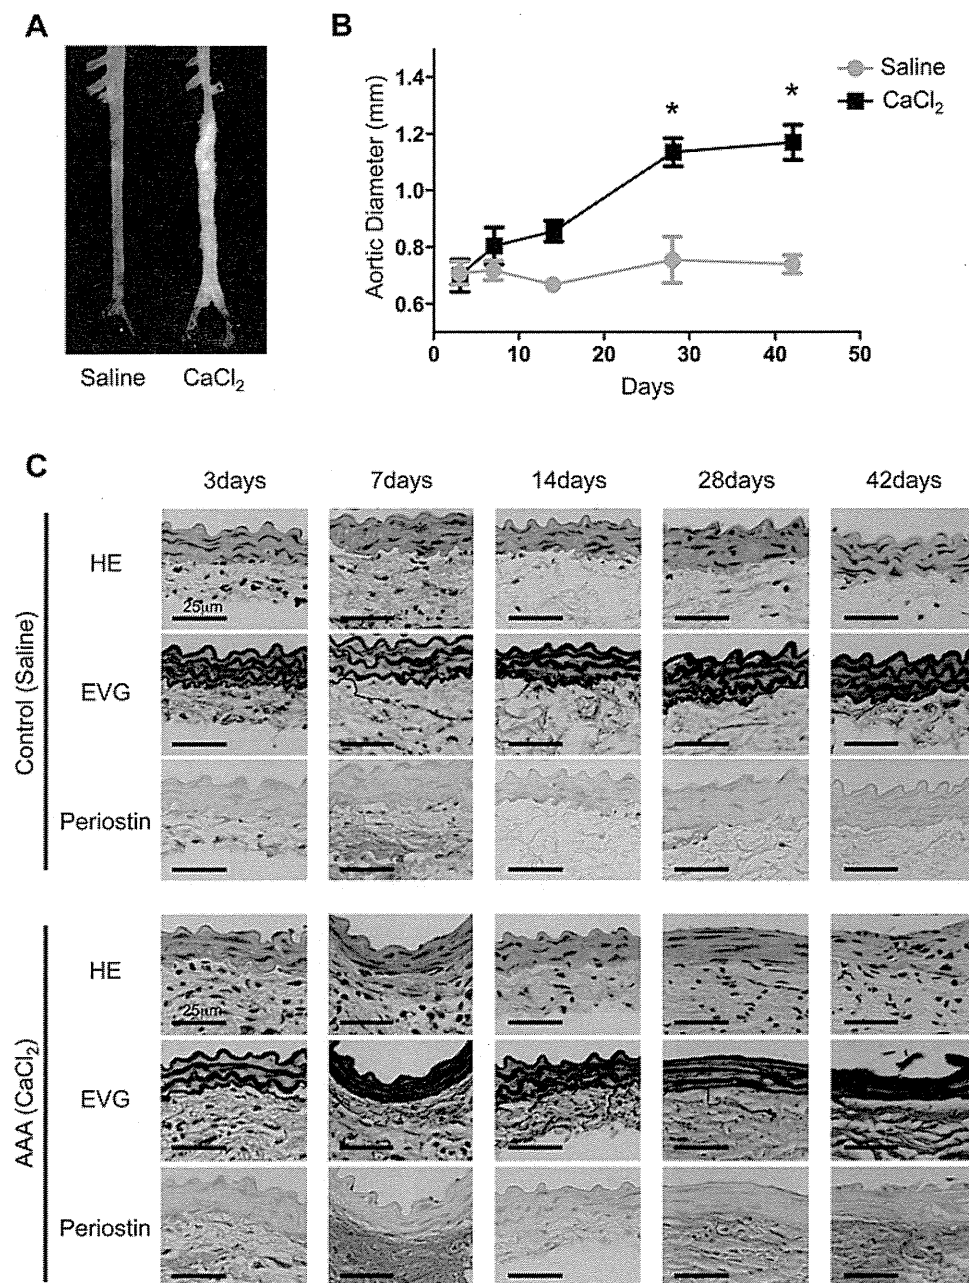 A
Saline
CaCl₂
B
Aortic Diameter (mm)
1.4
1.2
1.0
0.8
0.6
0
10
20
30
40
50
Days
*
*
Saline
CaCl₂
C
3days
7days
14days
28days
42days
Control (Saline)
HE
25μm
EVG
Periostin
AAA (CaCl₂)
HE
25μm
EVG
Periostin